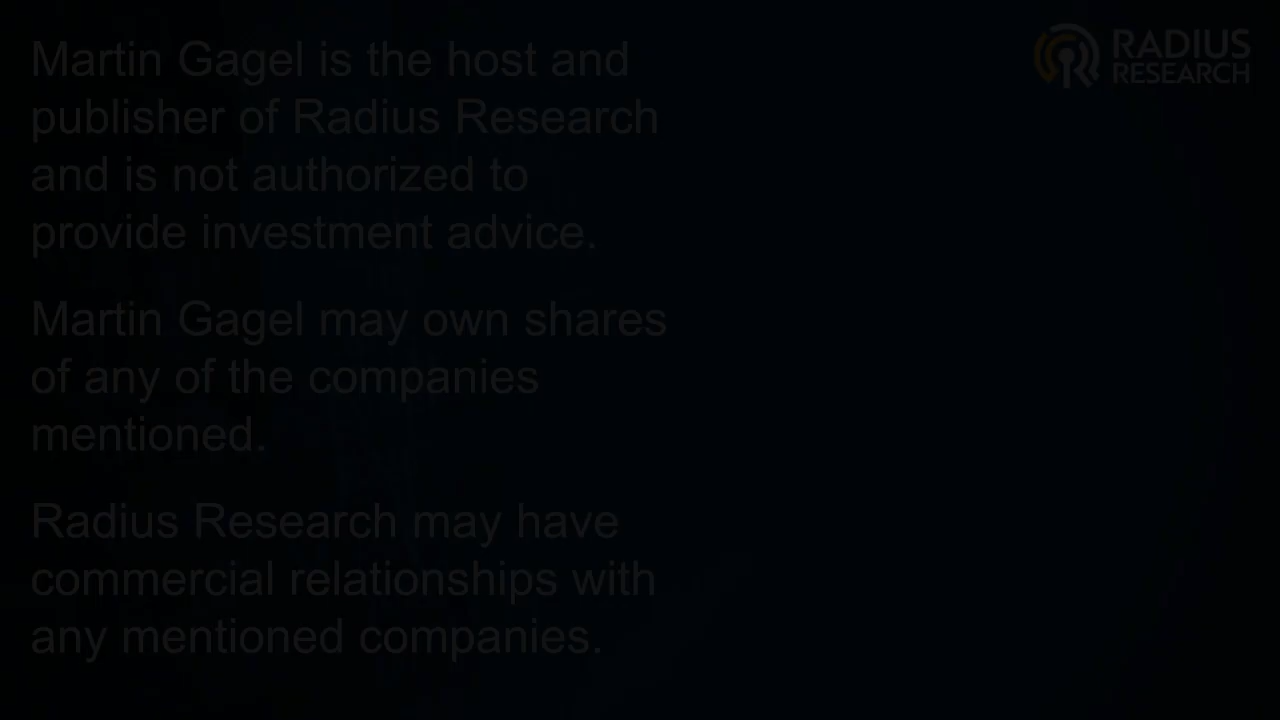 Martin Gagel is the host and
publisher of Radius Research
and is not authorized to
provide investment advice.
Martin Gagel may own shares
of any of the companies
mentioned.
Radius Research may have
commercial relationships with
any mentioned companies.
RADIUS
RESEARCH